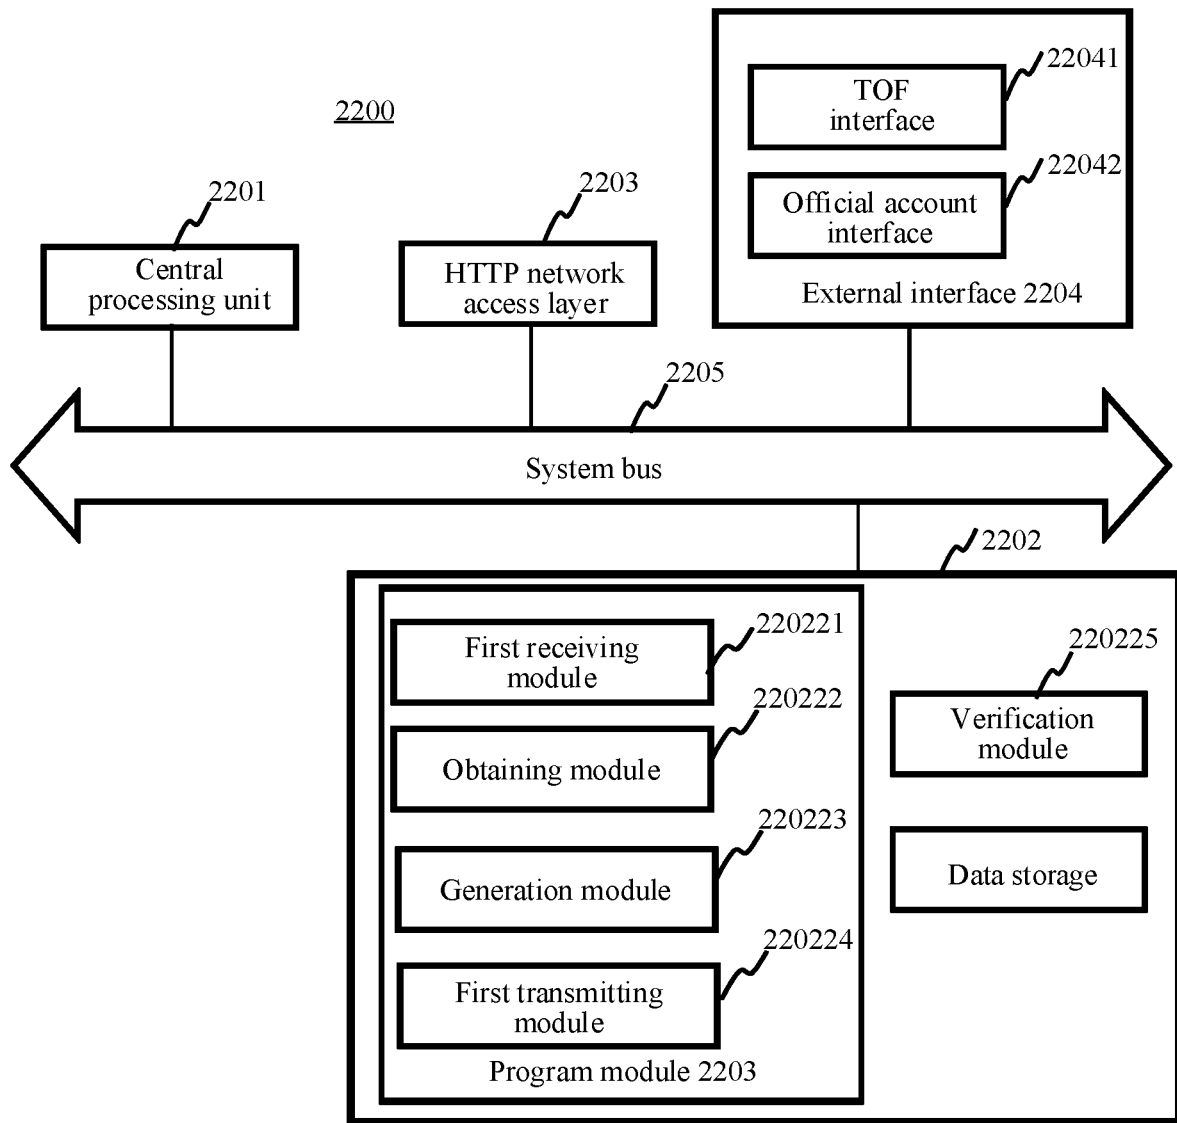 2200
2201
Central
processing unit
2203
HTTP network
access layer
22041
TOF
interface
22042
Official account
interface
External interface 2204
2205
System bus
2202
220221
First receiving
module
220222
Obtaining module
220223
Generation module
220224
First transmitting
module
Program module 2203
220225
Verification
module
Data storage